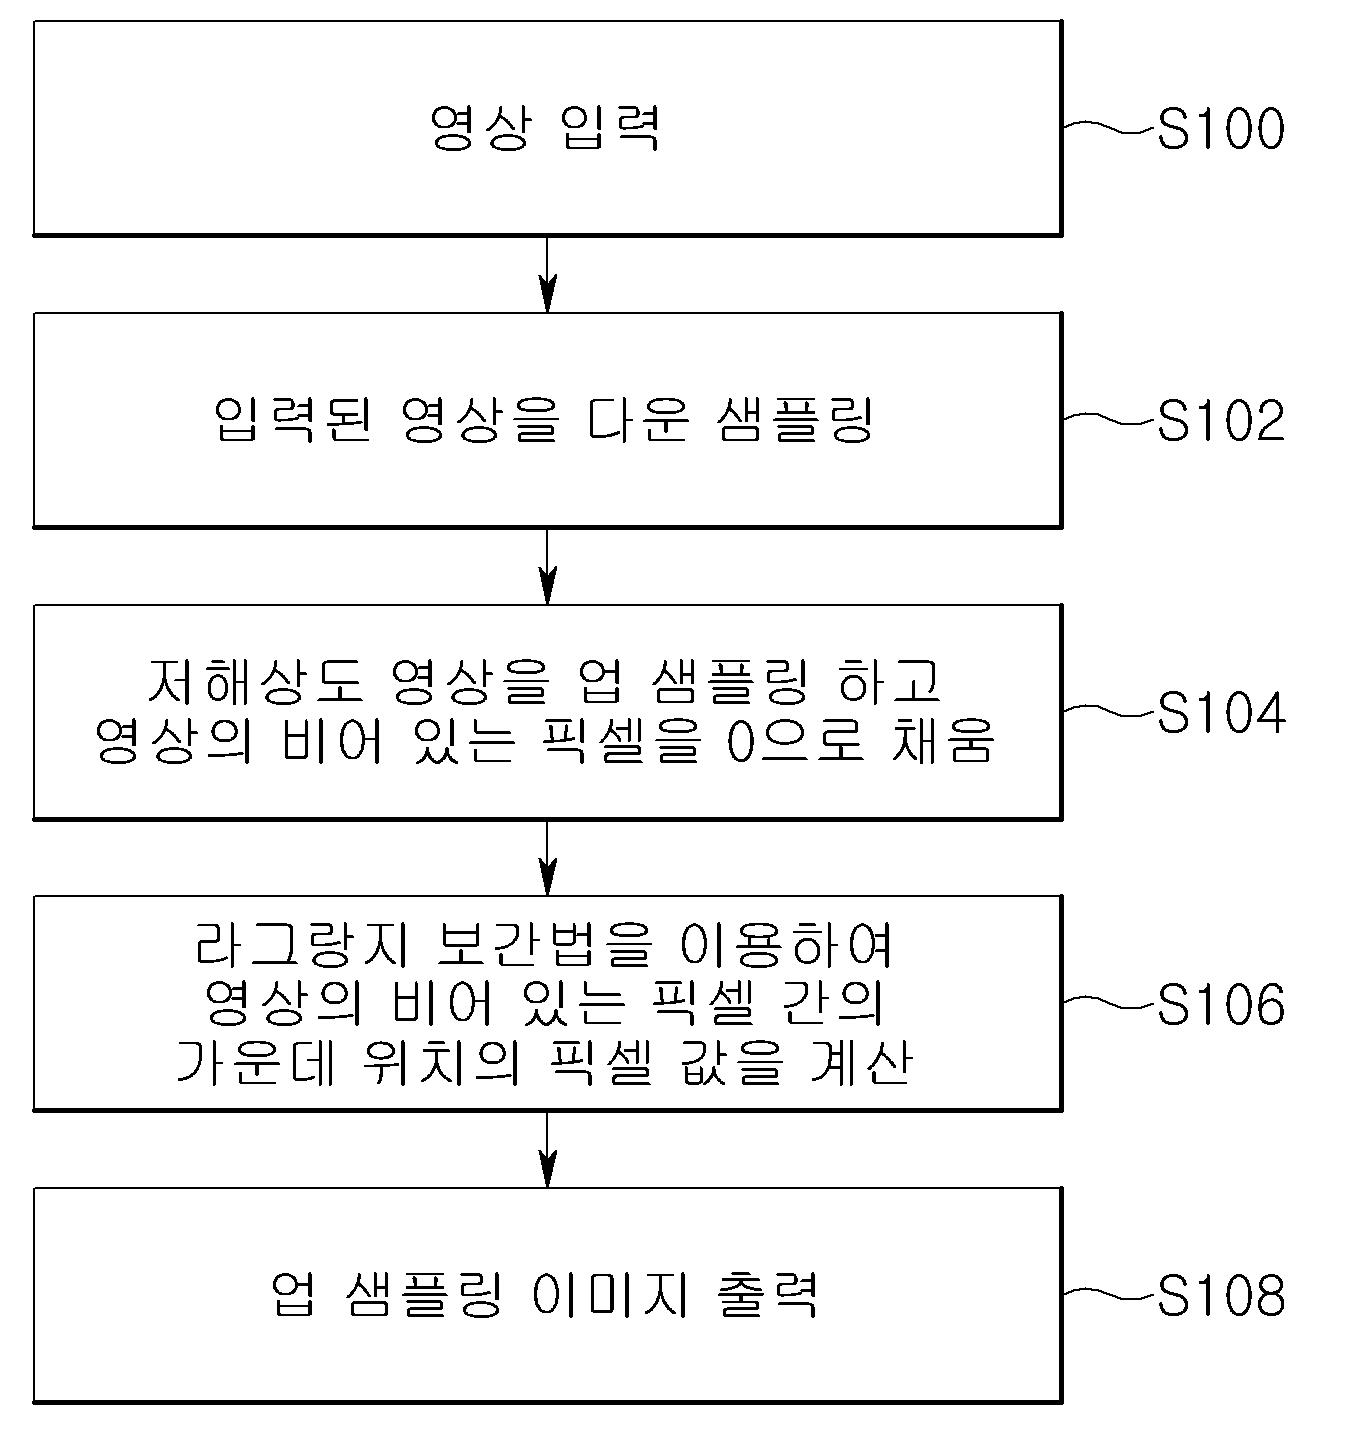 영상 입력
S100
입력된 영상을 다운 샘플링
S102
저해상도 영상을 업 샘플링 하고
영상의 비어 있는 픽셀을 0으로 채움
S104
라그랑지 보간법을 이용하여
영상의 비어 있는 픽셀 간의
가운데 위치의 픽셀 값을 계산
S106
업 샘플링 이미지 출력
S108